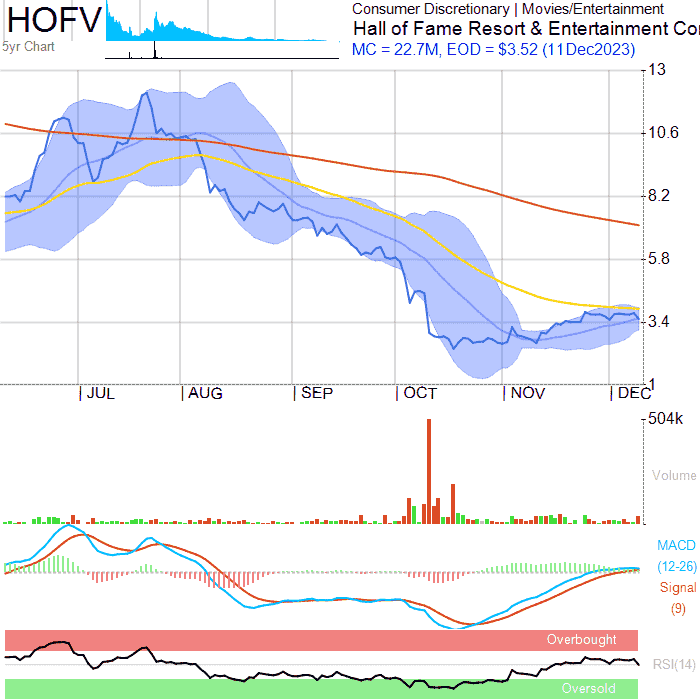 HOFV
5yr Chart
Consumer Discretionary | Movies/Entertainment
Hall of Fame Resort & Entertainment Cor
MC = 22.7M, EOD = $3.52 (11Dec2023)
13
10.6
8.2
5.8
3.4
1
JUL AUG SEP OCT NOV DEC
504k
Volume
MACD
(12-26)
Signal
(9)
Overbought
RSI(14)
Oversold